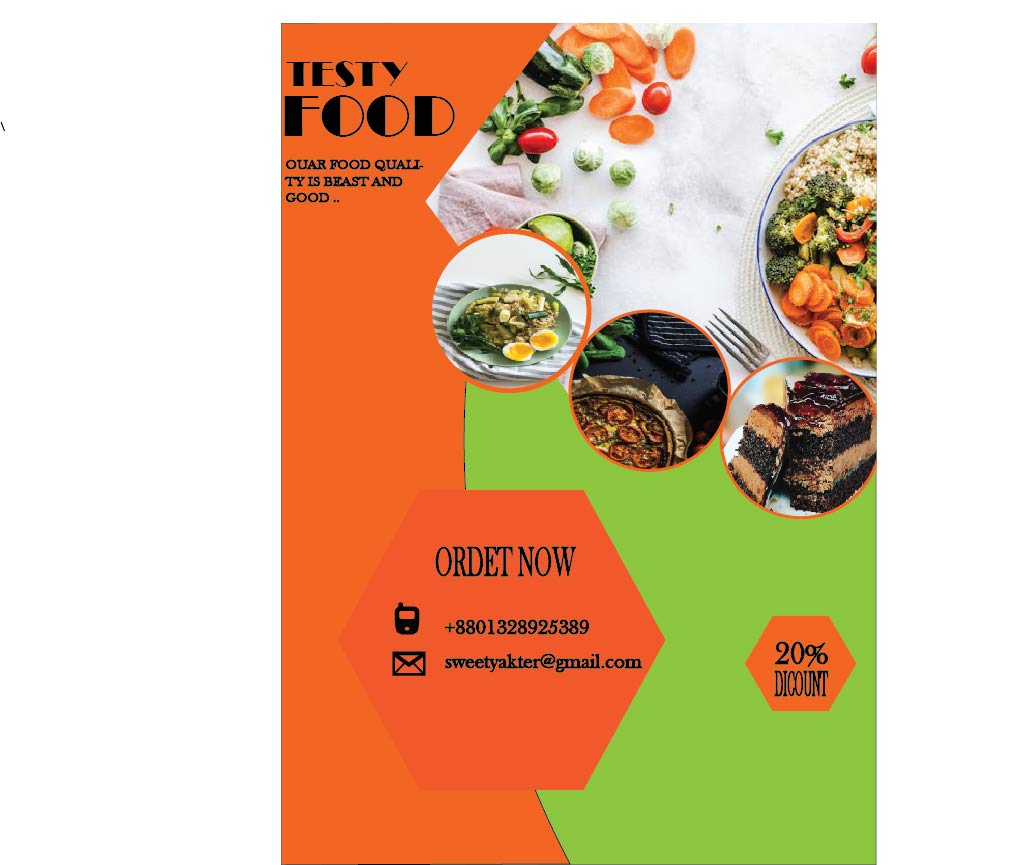 \
TESTY
FOOD
OUAR FOOD QUALI-
TY IS BEAST AND
GOOD ..
ORDET NOW
+8801328925389
sweetyakter@gmail.com
20%
DICOUNT